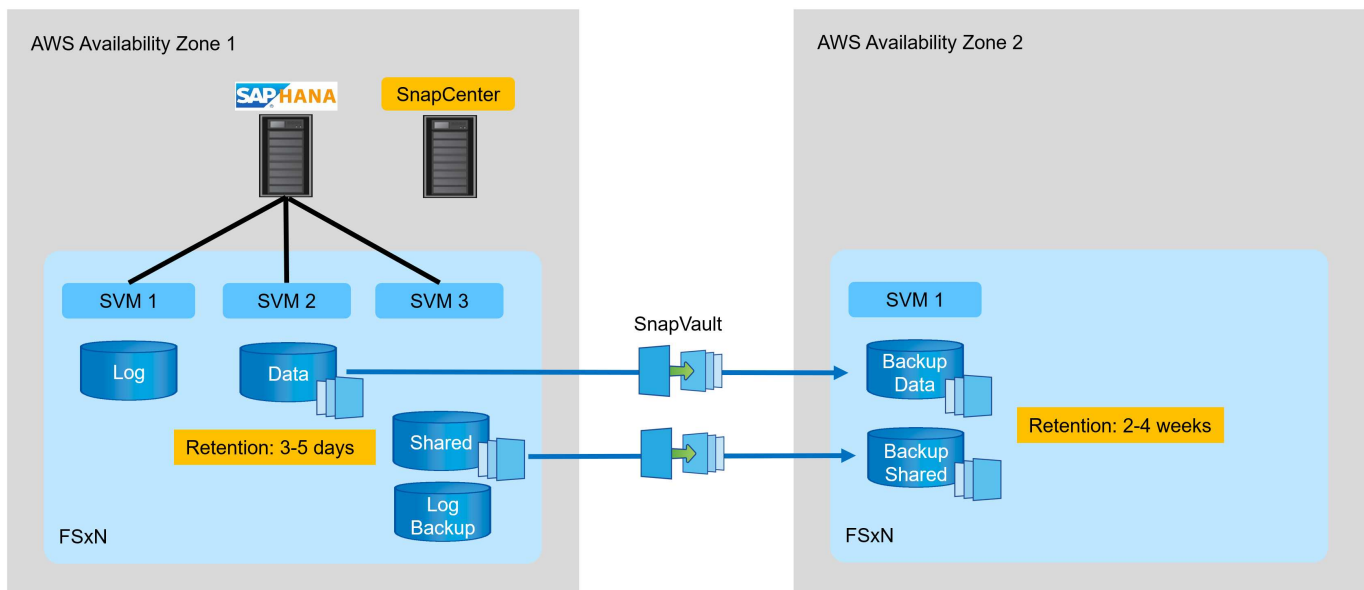 AWS Availability Zone 1
SAP HANA
SnapCenter
SVM 1
SVM 2
SVM 3
Log
Data
Retention: 3-5 days
Shared
Log
Backup
FSxN
SnapVault
AWS Availability Zone 2
SVM 1
Backup
Data
Retention: 2-4 weeks
Backup
Shared
FSxN